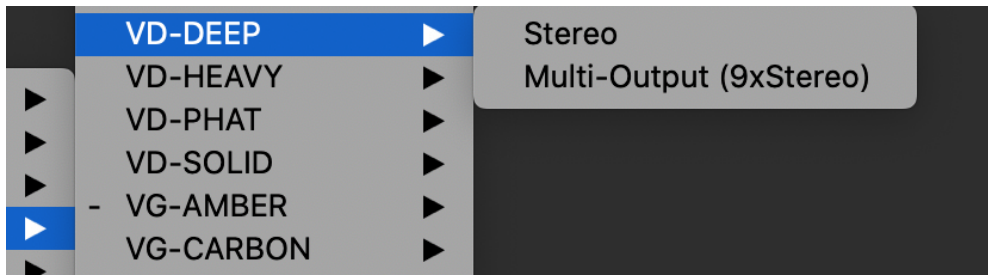 VD-DEEP
Stereo
VD-HEAVY
Multi-Output (9xStereo)
VD-PHAT
VD-SOLID
- VG-AMBER
VG-CARBON